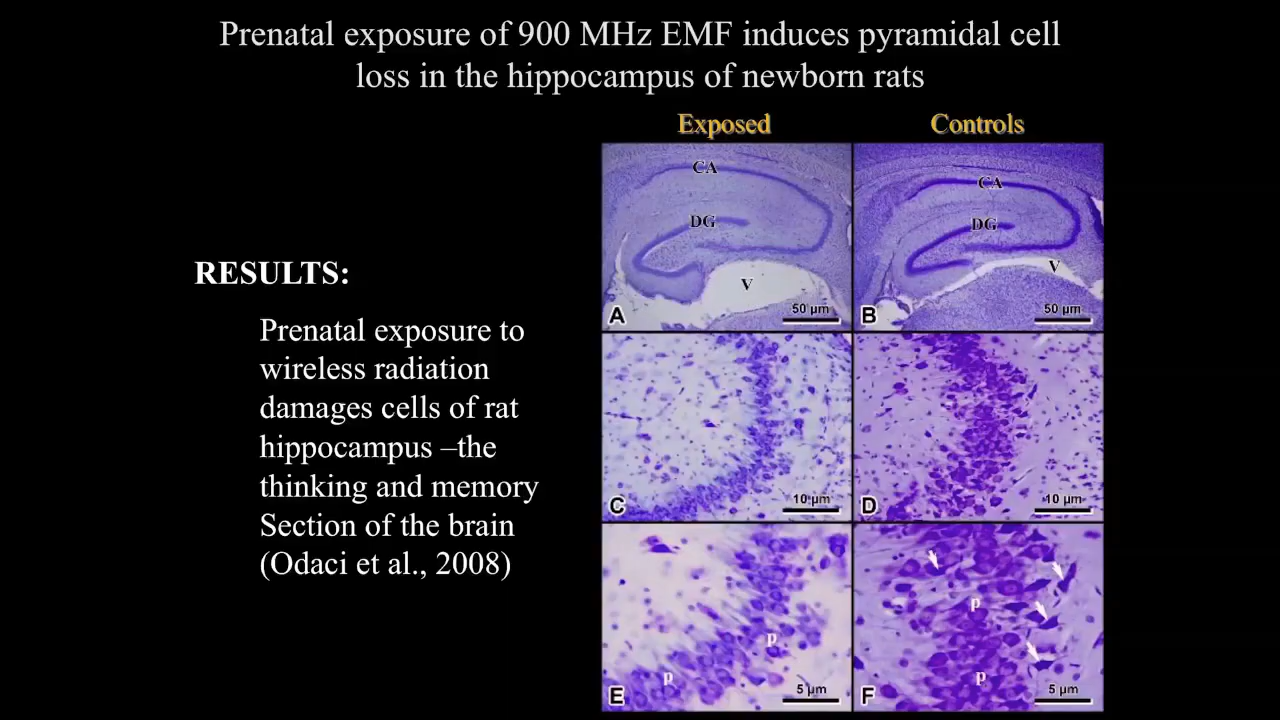 Prenatal exposure of 900 MHz EMF induces pyramidal cell
loss in the hippocampus of newborn rats
Exposed
Controls
RESULTS:
Prenatal exposure to
wireless radiation
damages cells of rat
hippocampus –the
thinking and memory
Section of the brain
(Odaci et al., 2008)
CA
DG
V
A
50 µm
CA
DG
V
B
50 µm
C
10 µm
D
10 µm
p
p
E
5 µm
p
p
F
5 µm